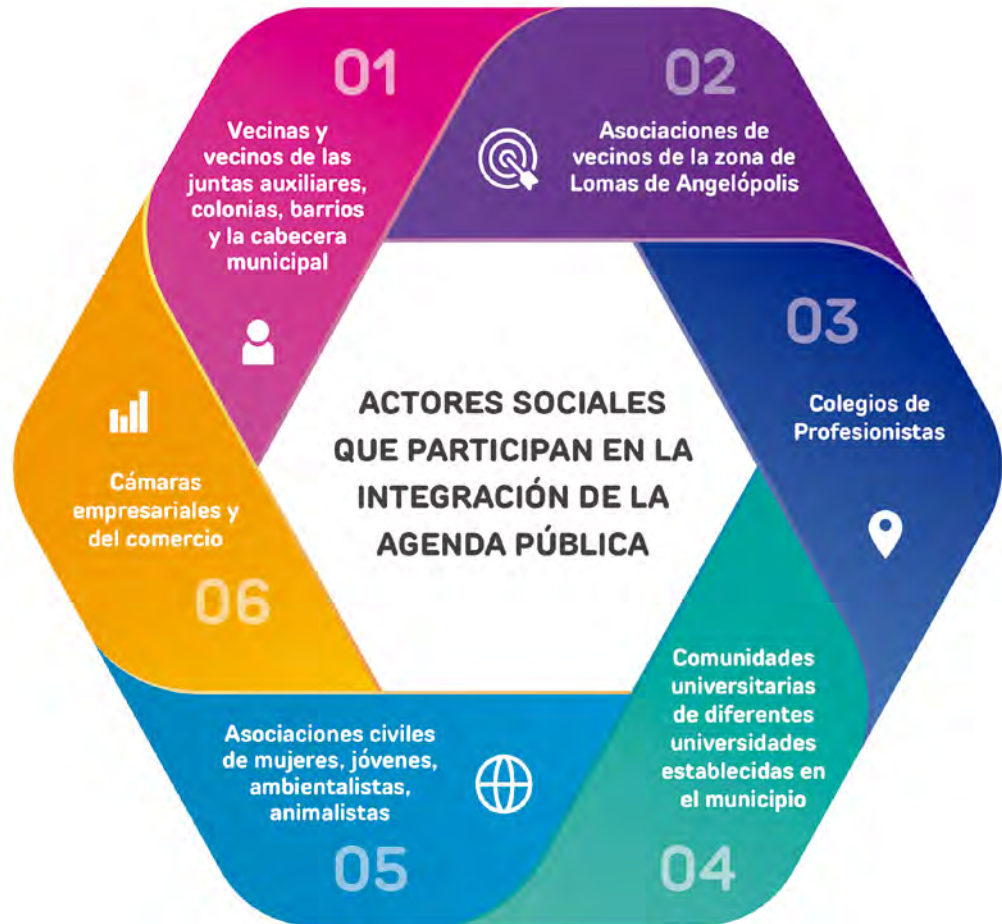 01
Vecinas y
vecinos de las
juntas auxiliares,
colonias, barrios
y la cabecera
municipal
02
Asociaciones de
vecinos de la zona de
Lomas de Angelópolis
03
Colegios de
Profesionistas
ACTORES SOCIALES
QUE PARTICIPAN EN LA
INTEGRACIÓN DE LA
AGENDA PÚBLICA
Comunidades
universitarias
de diferentes
universidades
establecidas en
el municipio
04
Asociaciones civiles
de mujeres, jóvenes,
ambientalistas,
animalistas
05
Cámaras
empresariales y
del comercio
06